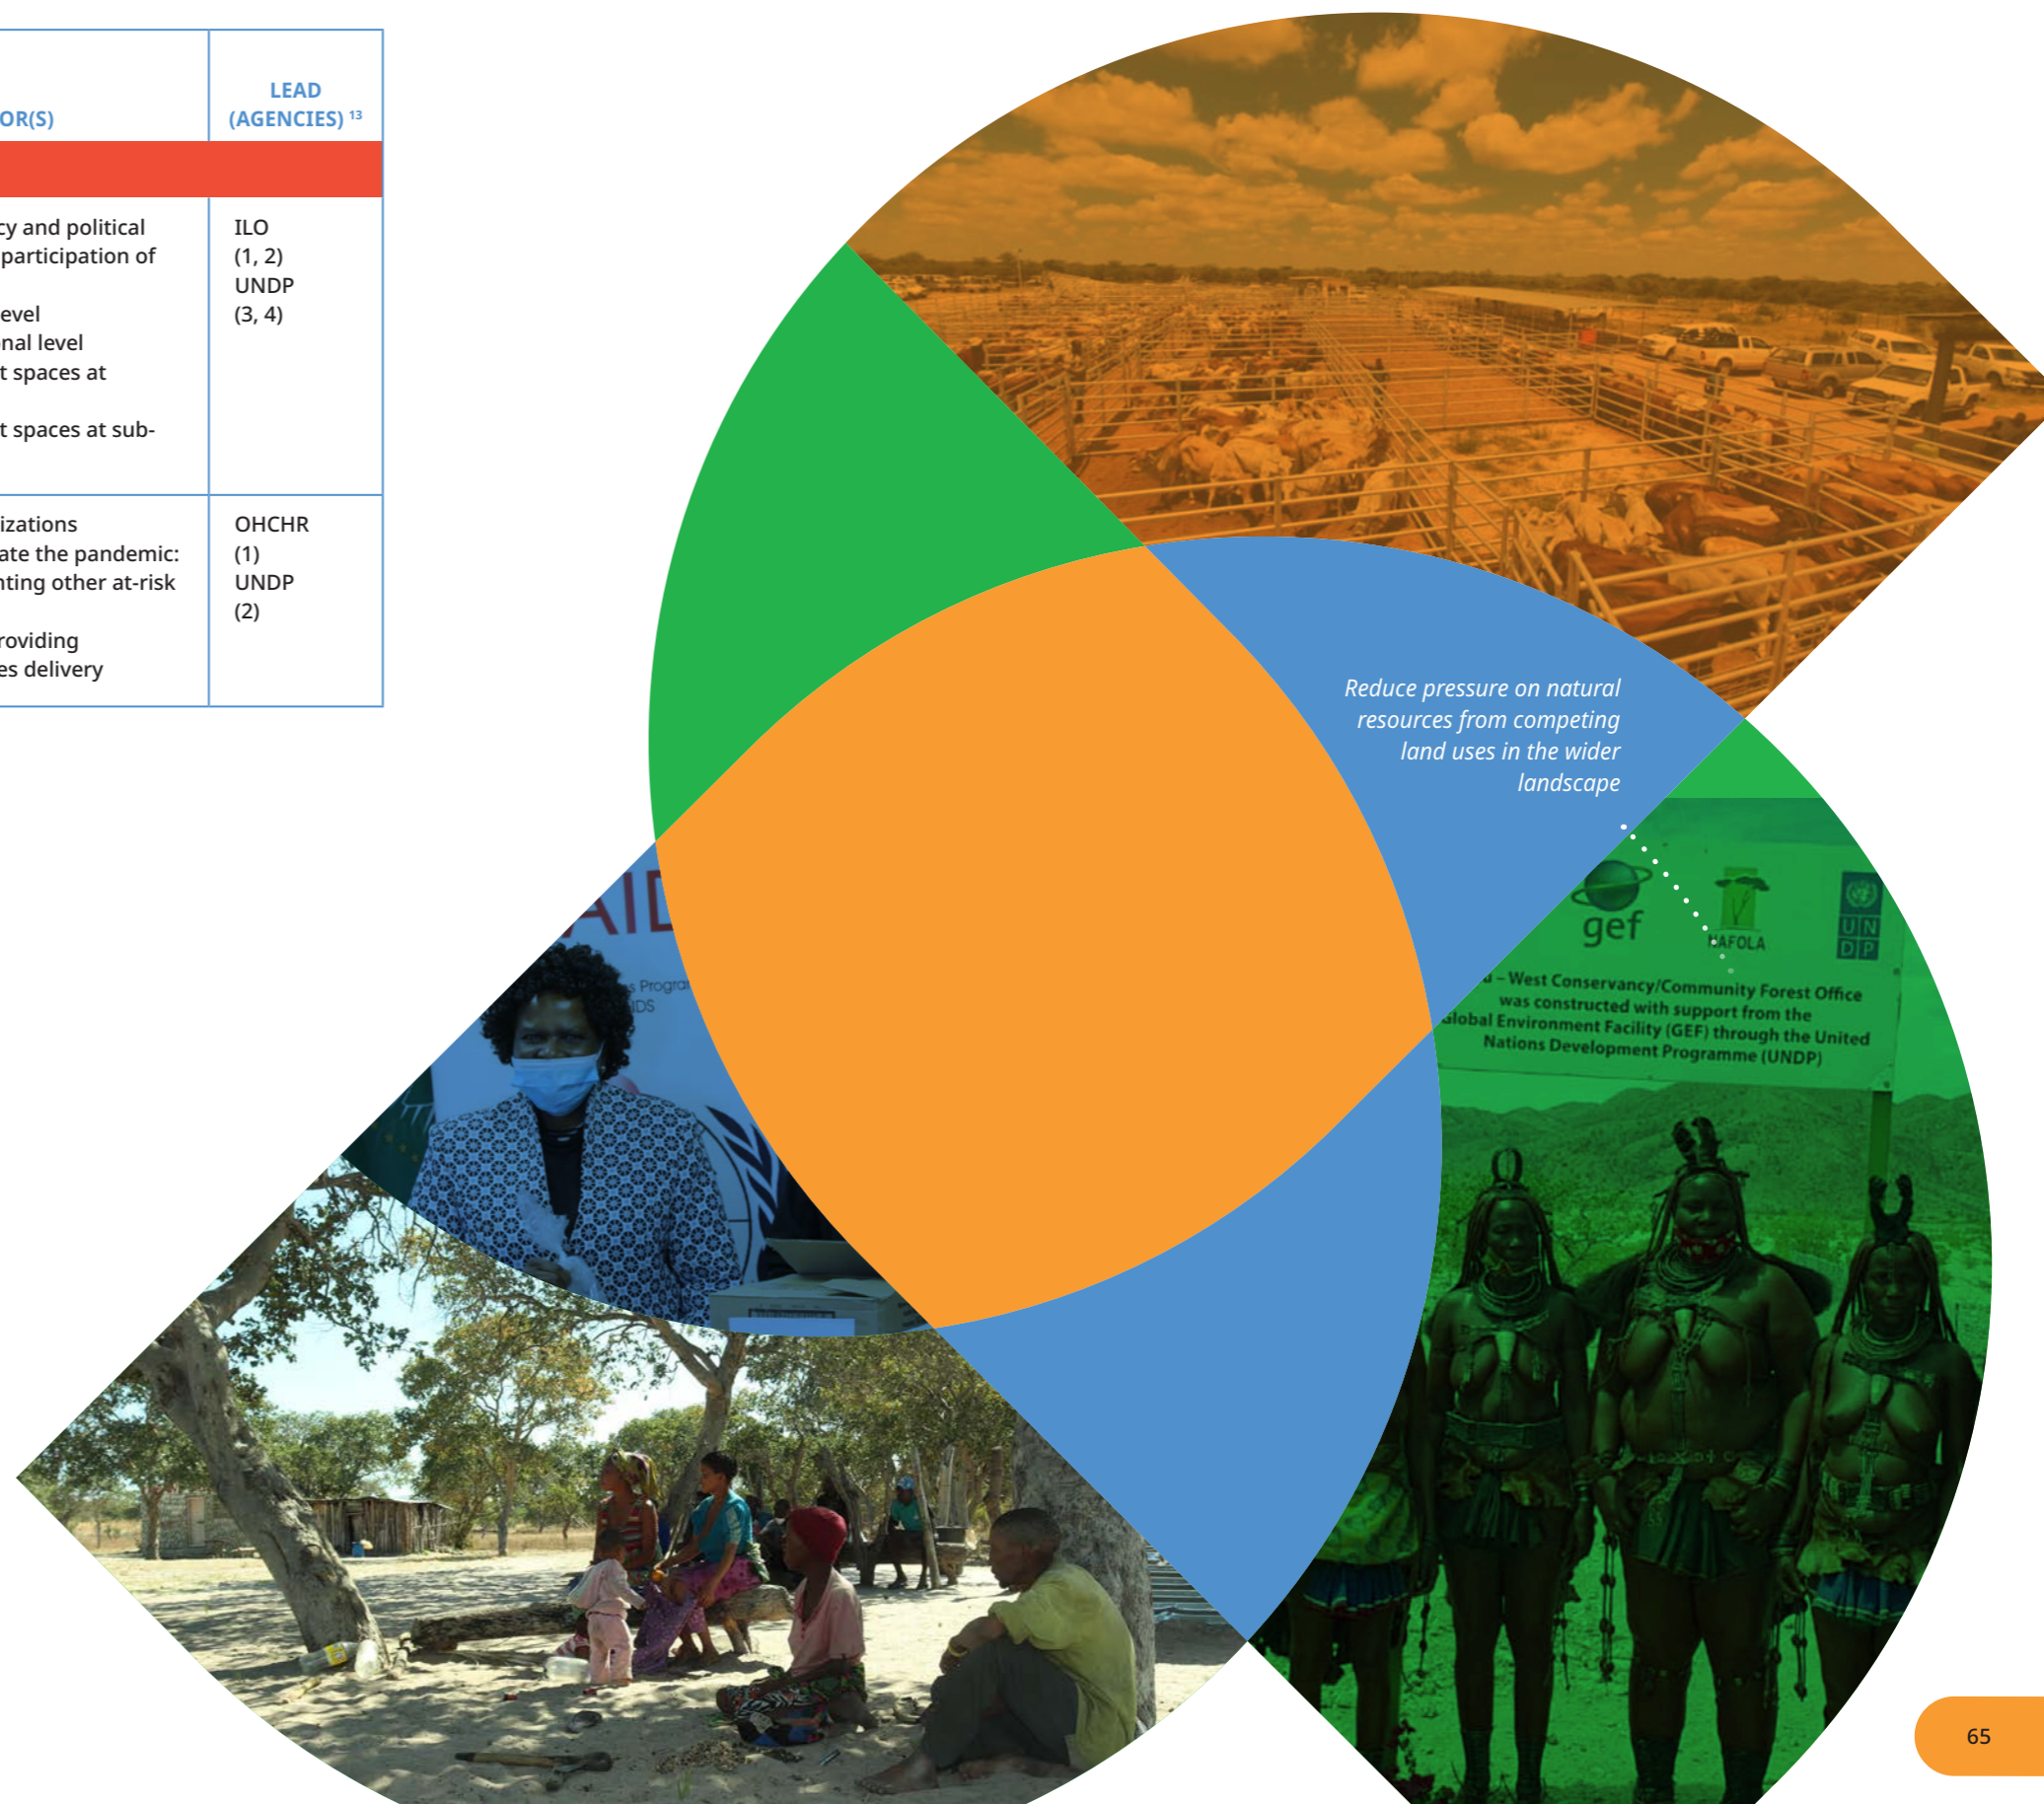 OR(S)
LEAD
(AGENCIES) 13
cy and political
participation of
evel
nal level
t spaces at
t spaces at sub-
ILO
(1, 2)
UNDP
(3, 4)
izations
ate the pandemic:
nting other at-risk
roviding
es delivery
OHCHR
(1)
UNDP
(2)
Reduce pressure on natural
resources from competing
land uses in the wider
landscape
gef
NAFOLA
UN
DP
– West Conservancy/Community Forest Office
was constructed with support from the
Global Environment Facility (GEF) through the United
Nations Development Programme (UNDP)
AID
s Progra
IDS
65